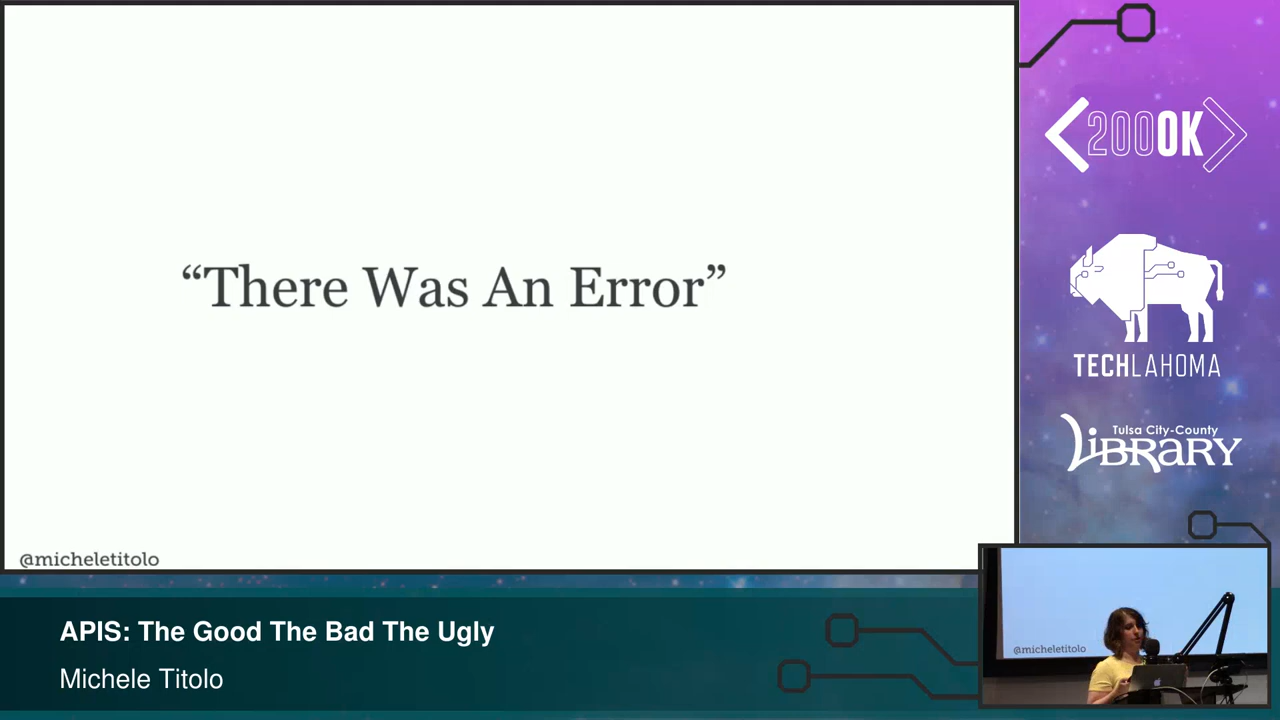 “There Was An Error”
@micheletitolo
200OK
TECHLAHOMA
Tulsa City-County
LIBRARY
@micheletitolo
APIS: The Good The Bad The Ugly
Michele Titolo